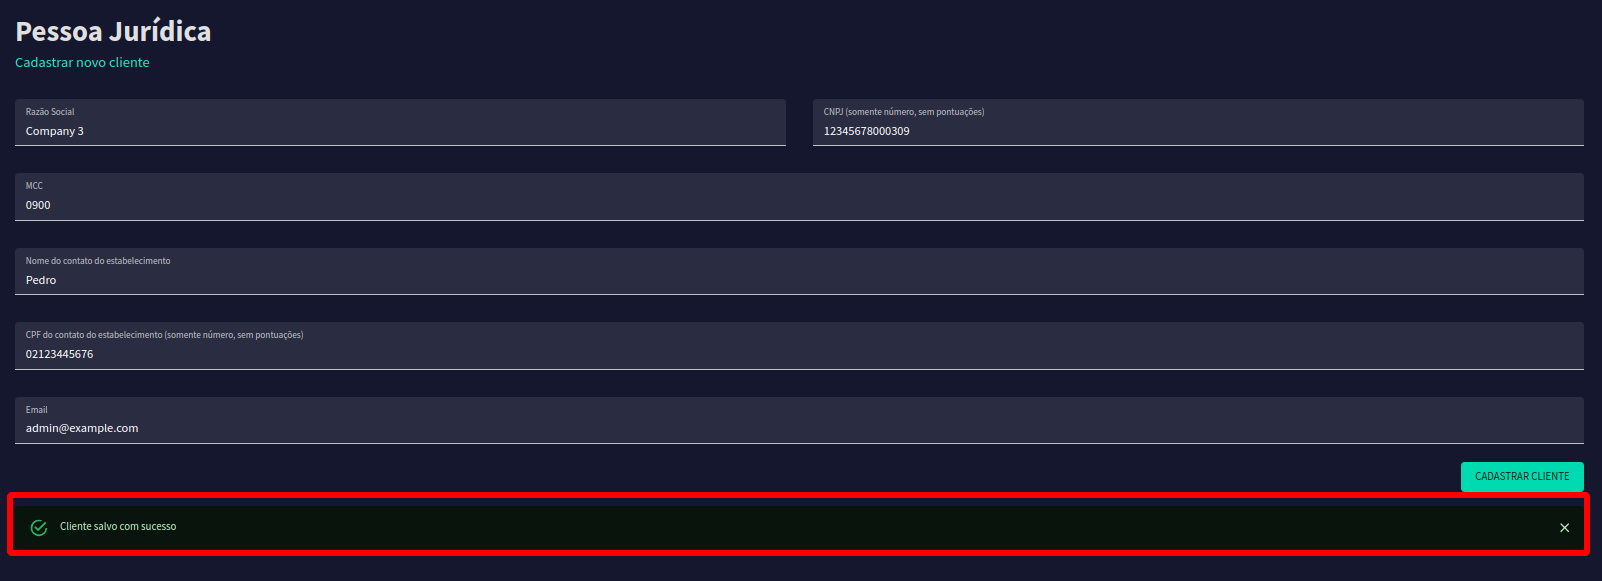 Pessoa Jurídica
Cadastrar novo cliente
Razão Social
Company 3
CNPJ (somente número, sem pontuações)
12345678000309
MCC
0900
Nome do contato do estabelecimento
Pedro
CPF do contato do estabelecimento (somente número, sem pontuações)
02123445676
Email
admin@example.com
CADASTRAR CLIENTE
Cliente salvo com sucesso